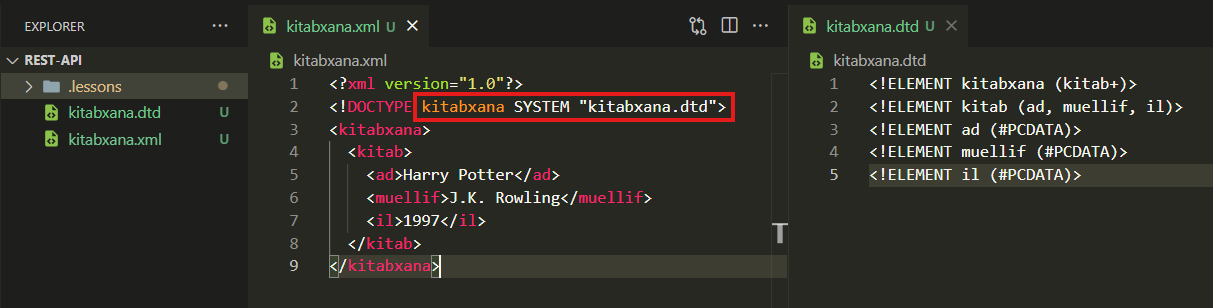 EXPLORER
REST-API
.lessons
kitabxana.dtd U
kitabxana.xml U
kitabxana.xml U
kitabxana.xml
1 <?xml version="1.0"?>
2 <!DOCTYPE kitabxana SYSTEM "kitabxana.dtd">
3 <kitabxana>
4 <kitab>
5 <ad>Harry Potter</ad>
6 <muellif>J.K. Rowling</muellif>
7 <il>1997</il>
8 </kitab>
9 </kitabxana>
T
kitabxana.dtd U
kitabxana.dtd
1 <!ELEMENT kitabxana (kitab+)>
2 <!ELEMENT kitab (ad, muellif, il)>
3 <!ELEMENT ad (#PCDATA)>
4 <!ELEMENT muellif (#PCDATA)>
5 <!ELEMENT il (#PCDATA)>